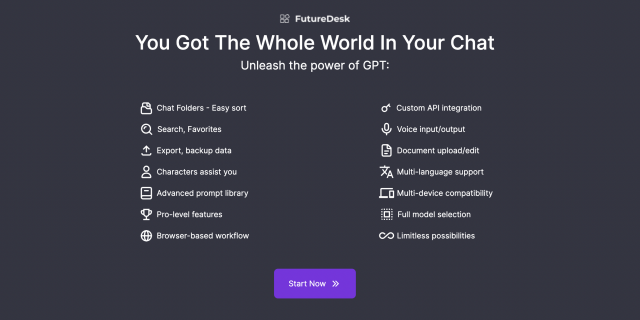 FutureDesk
You Got The Whole World In Your Chat
Unleash the power of GPT:
Chat Folders - Easy sort
Search, Favorites
Export, backup data
Characters assist you
Advanced prompt library
Pro-level features
Browser-based workflow
Custom API integration
Voice input/output
Document upload/edit
Multi-language support
Multi-device compatibility
Full model selection
Limitless possibilities
Start Now